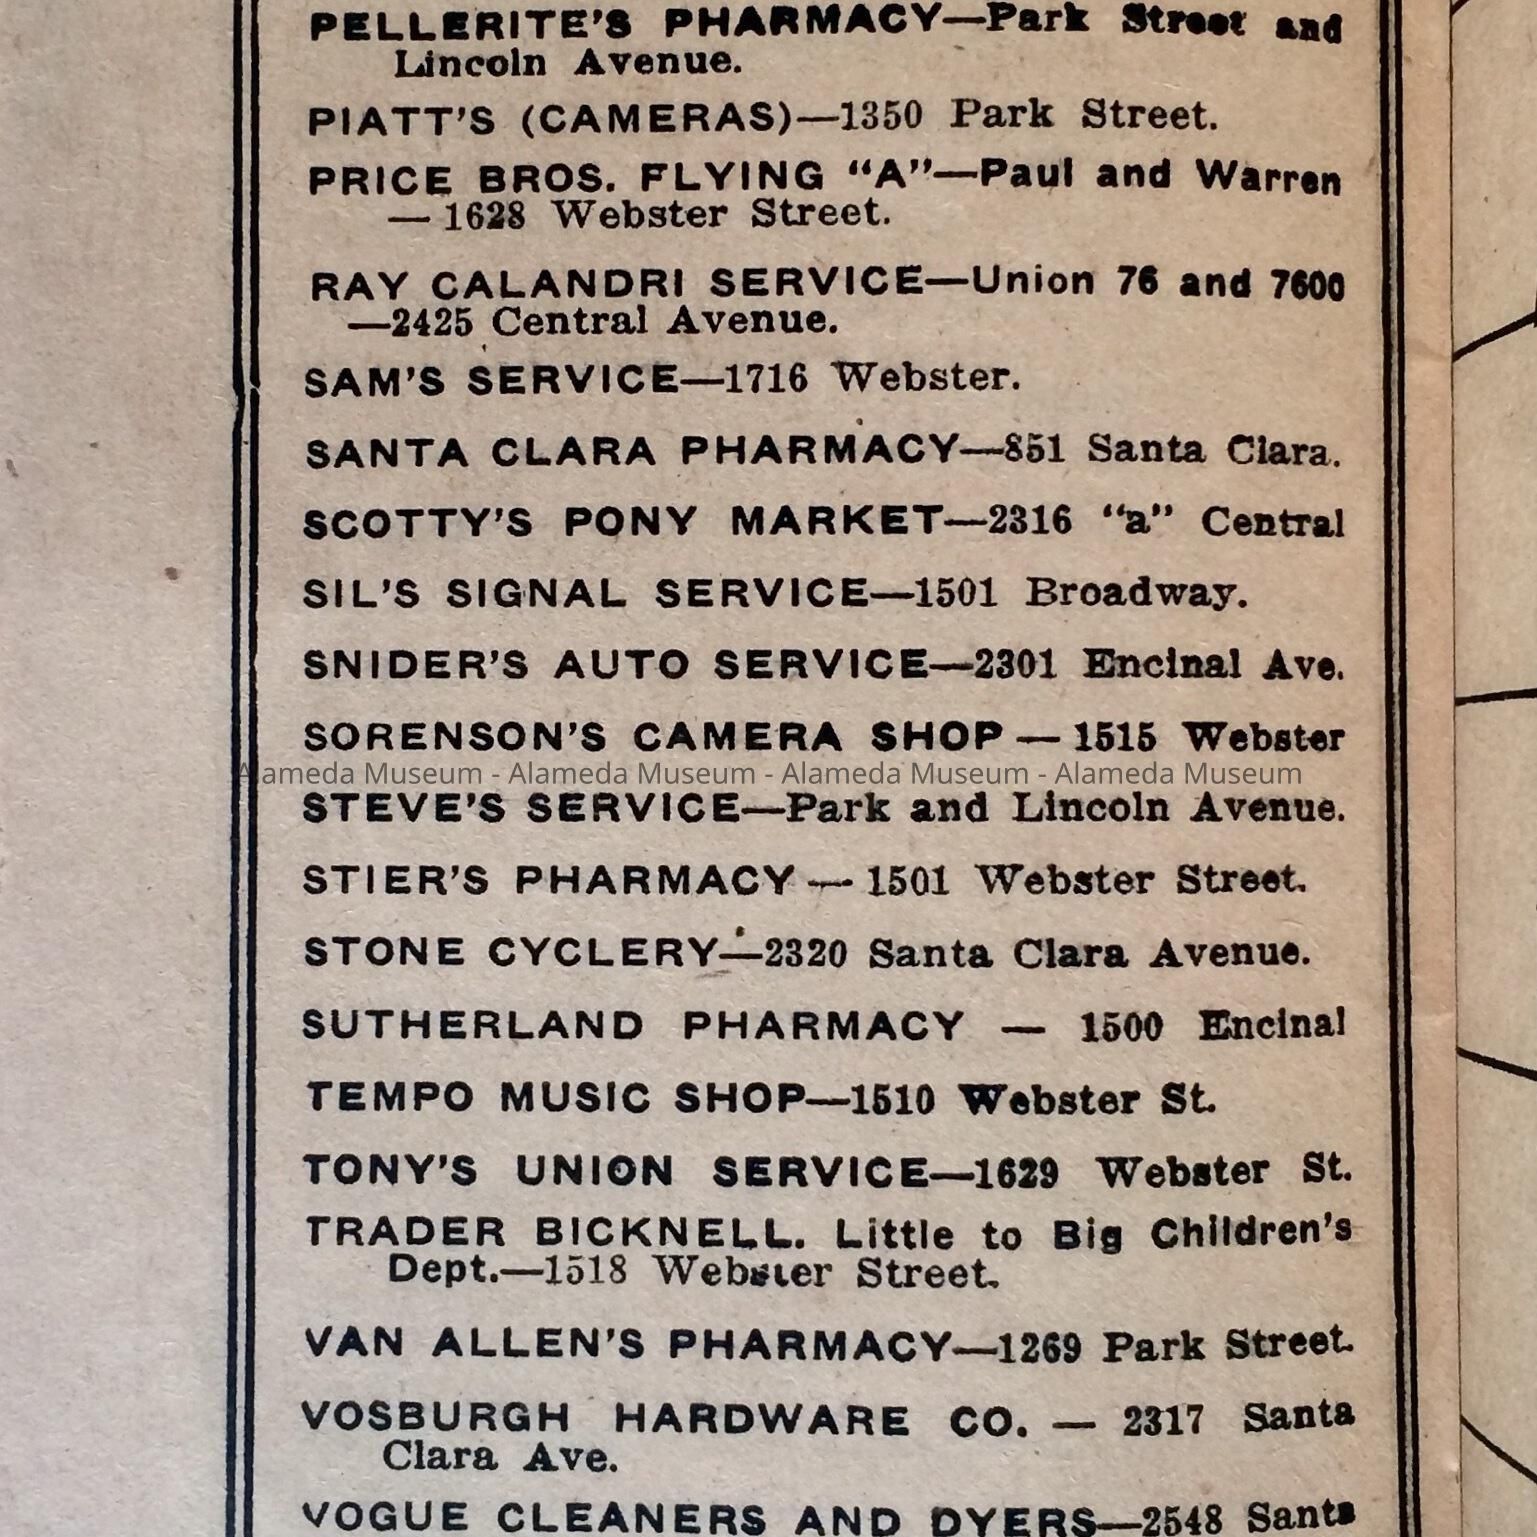 PELLERITE'S PHARMACY—Park Street and
Lincoln Avenue.
PIATT'S (CAMERAS)—1350 Park Street.
PRICE BROS. FLYING “A”—Paul and Warren
— 1628 Webster Street.
RAY CALANDRI SERVICE—Union 76 and 7600
—2425 Central Avenue.
SAM'S SERVICE—1716 Webster.
SANTA CLARA PHARMACY—851 Santa Clara.
SCOTTY'S PONY MARKET—2316 “a” Central
SIL'S SIGNAL SERVICE—1501 Broadway.
SNIDER'S AUTO SERVICE—2301 Encinal Ave.
SORENSON'S CAMERA SHOP — 1515 Webster
Alameda Museum - Alameda Museum - Alameda Museum - Alameda Museum
STEVE'S SERVICE—Park and Lincoln Avenue.
STIER'S PHARMACY — 1501 Webster Street.
STONE CYCLERY—2320 Santa Clara Avenue.
SUTHERLAND PHARMACY — 1500 Encinal
TEMPO MUSIC SHOP—1510 Webster St.
TONY'S UNION SERVICE—1629 Webster St.
TRADER BICKNELL. Little to Big Children's
Dept.—1518 Webster Street.
VAN ALLEN'S PHARMACY—1269 Park Street.
VOSBURGH HARDWARE CO. — 2317 Santa
Clara Ave.
VOGUE CLEANERS AND DYERS—2548 Santa